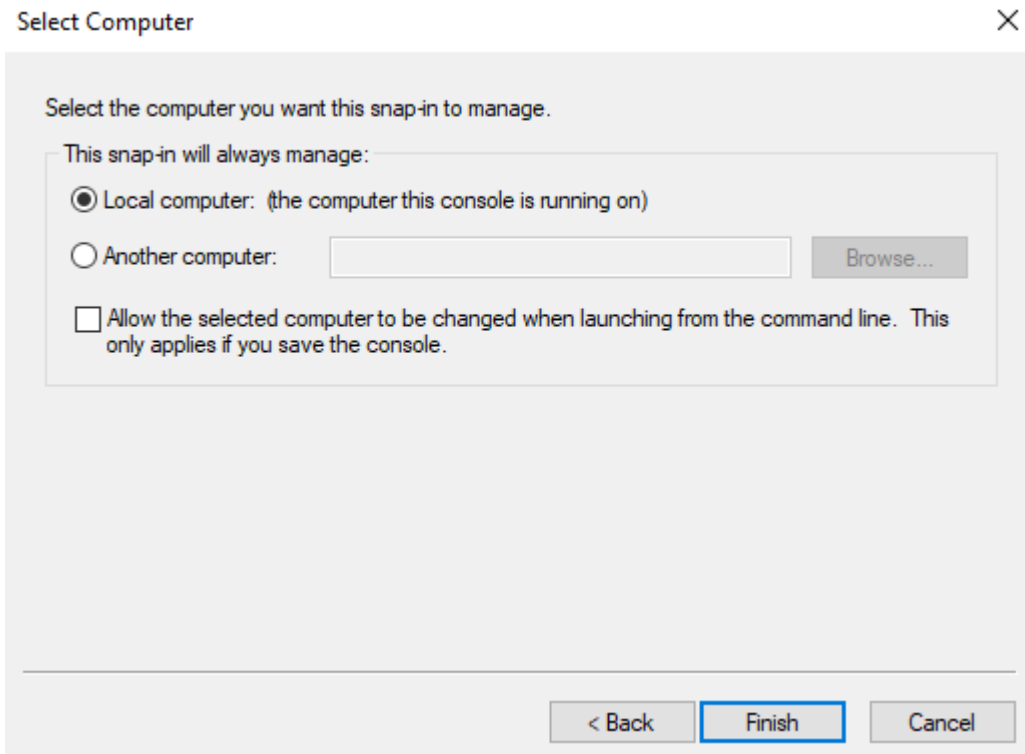 Select Computer
Select the computer you want this snap-in to manage.
This snap-in will always manage:
Local computer:  (the computer this console is running on)
Another computer:
Browse...
Allow the selected computer to be changed when launching from the command line.  This
only applies if you save the console.
< Back
Finish
Cancel